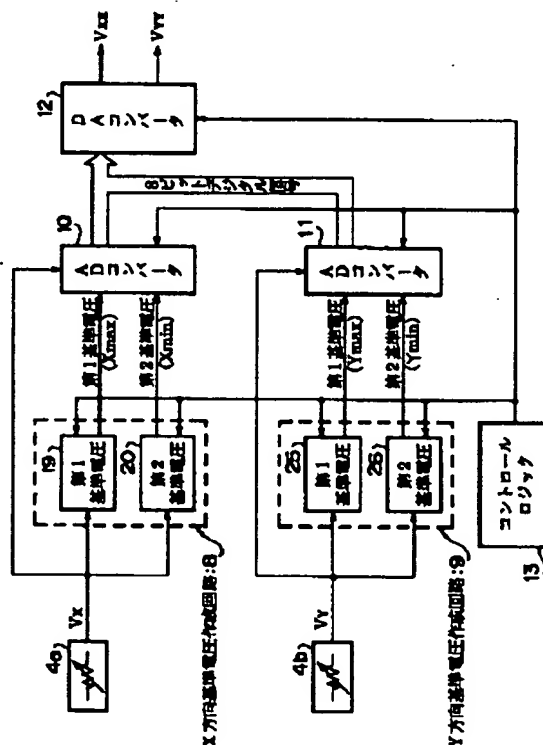 4a
VX
X方向基準電圧作成回路:8
19
第1
基準電圧
20
第2
基準電圧
第1基準電圧
(Xmax)
第2基準電圧
(Xmin)
10
ADコンバータ
8ビットデジタル信号
12
DAコンバータ
VXX
VYY
4b
VY
Y方向基準電圧作成回路:9
25
第1
基準電圧
26
第2
基準電圧
第1基準電圧
(Ymax)
第2基準電圧
(Ymin)
11
ADコンバータ
コントロール
ロジック
13